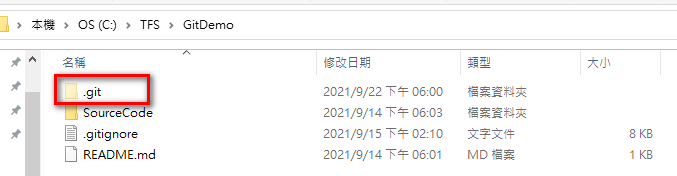 本機 > OS (C:) > TFS > GitDemo
名稱 修改日期 類型 大小
.git 2021/9/22 下午 06:00 檔案資料夾
SourceCode 2021/9/14 下午 06:03 檔案資料夾
.gitignore 2021/9/15 下午 02:10 文字文件 8 KB
README.md 2021/9/14 下午 06:01 MD 檔案 1 KB